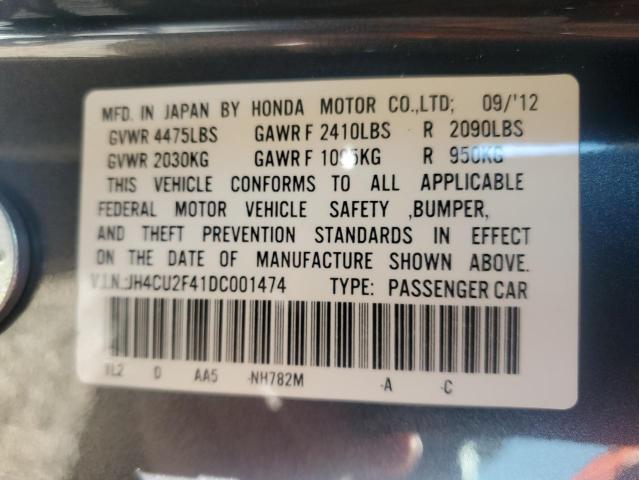 MFD. IN JAPAN BY HONDA MOTOR CO.,LTD; 09/'12
GVWR 4475LBS GAWR F 2410LBS R 2090LBS
GVWR 2030KG GAWR F R 950KG
THIS VEHICLE CONFORMS TO ALL APPLICABLE
FEDERAL MOTOR VEHICLE SAFETY ,BUMPER,
AND THEFT PREVENTION STANDARDS IN EFFECT
ON THE DATE OF MANUFACTURE SHOWN ABOVE.
V.I.N.:JH4CU2F41DC001474 TYPE: PASSENGER CAR
D AA5 -NH782M -A -C